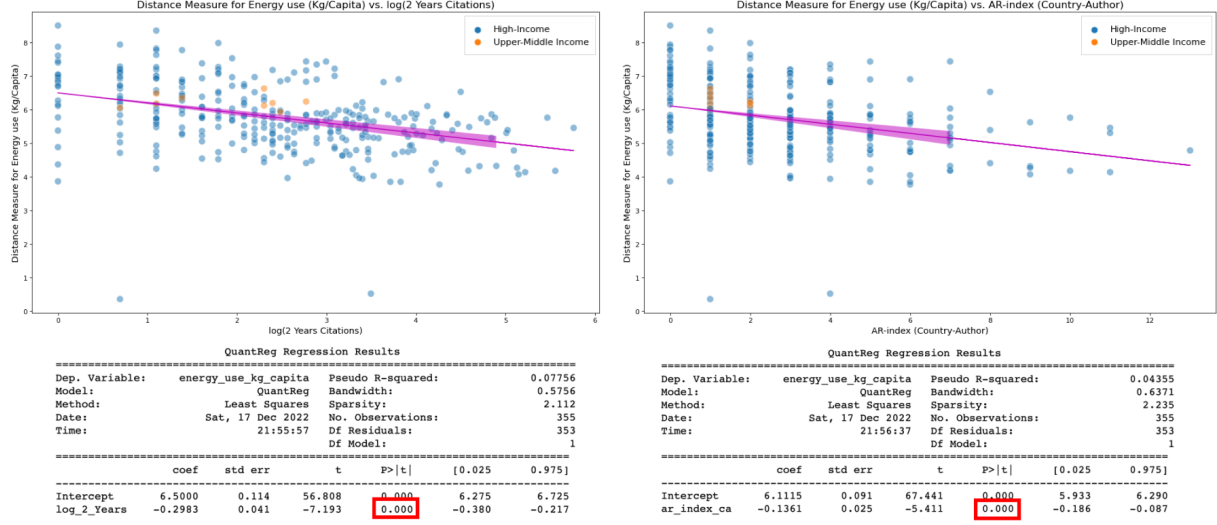 Distance Measure for Energy use (Kg/Capita) vs. log(2 Years Citations)
High-Income
Upper-Middle Income
Distance Measure for Energy use (Kg/Capita)
8
7
6
5
4
3
2
1
0
0 1 2 3 4 5 6
log(2 Years Citations)
QuantReg Regression Results
Dep. Variable: energy_use_kg_capita Pseudo R-squared: 0.07756
Model: QuantReg Bandwidth: 0.5756
Method: Least Squares Sparsity: 2.112
Date: Sat, 17 Dec 2022 No. Observations: 355
Time: 21:55:57 Df Residuals: 353
Df Model: 1
coef std err t P>|t| [0.025 0.975]
Intercept 6.5000 0.114 56.808 0.000 6.275 6.725
log_2_Years -0.2983 0.041 -7.193 0.000 -0.380 -0.217
Distance Measure for Energy use (Kg/Capita) vs. AR-index (Country-Author)
High-Income
Upper-Middle Income
Distance Measure for Energy use (Kg/Capita)
8
7
6
5
4
3
2
1
0
0 2 4 6 8 10 12
AR-index (Country-Author)
QuantReg Regression Results
Dep. Variable: energy_use_kg_capita Pseudo R-squared: 0.04355
Model: QuantReg Bandwidth: 0.6371
Method: Least Squares Sparsity: 2.235
Date: Sat, 17 Dec 2022 No. Observations: 355
Time: 21:56:37 Df Residuals: 353
Df Model: 1
coef std err t P>|t| [0.025 0.975]
Intercept 6.1115 0.091 67.441 0.000 5.933 6.290
ar_index_ca -0.1361 0.025 -5.411 0.000 -0.186 -0.087